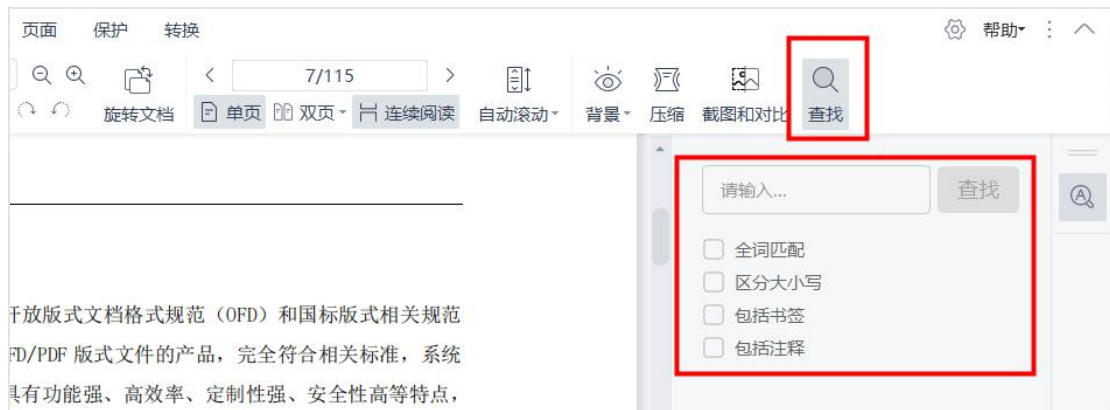 页面 保护 转换 帮助
7/115
旋转文档 单页 双页 连续阅读 自动滚动 背景 压缩 截图和对比 查找
请输入... 查找
全词匹配
区分大小写
包括书签
包括注释
开放版式文档格式规范（OFD）和国标版式相关规范
FD/PDF 版式文件的产品，完全符合相关标准，系统
具有功能强、高效率、定制性强、安全性高等特点，